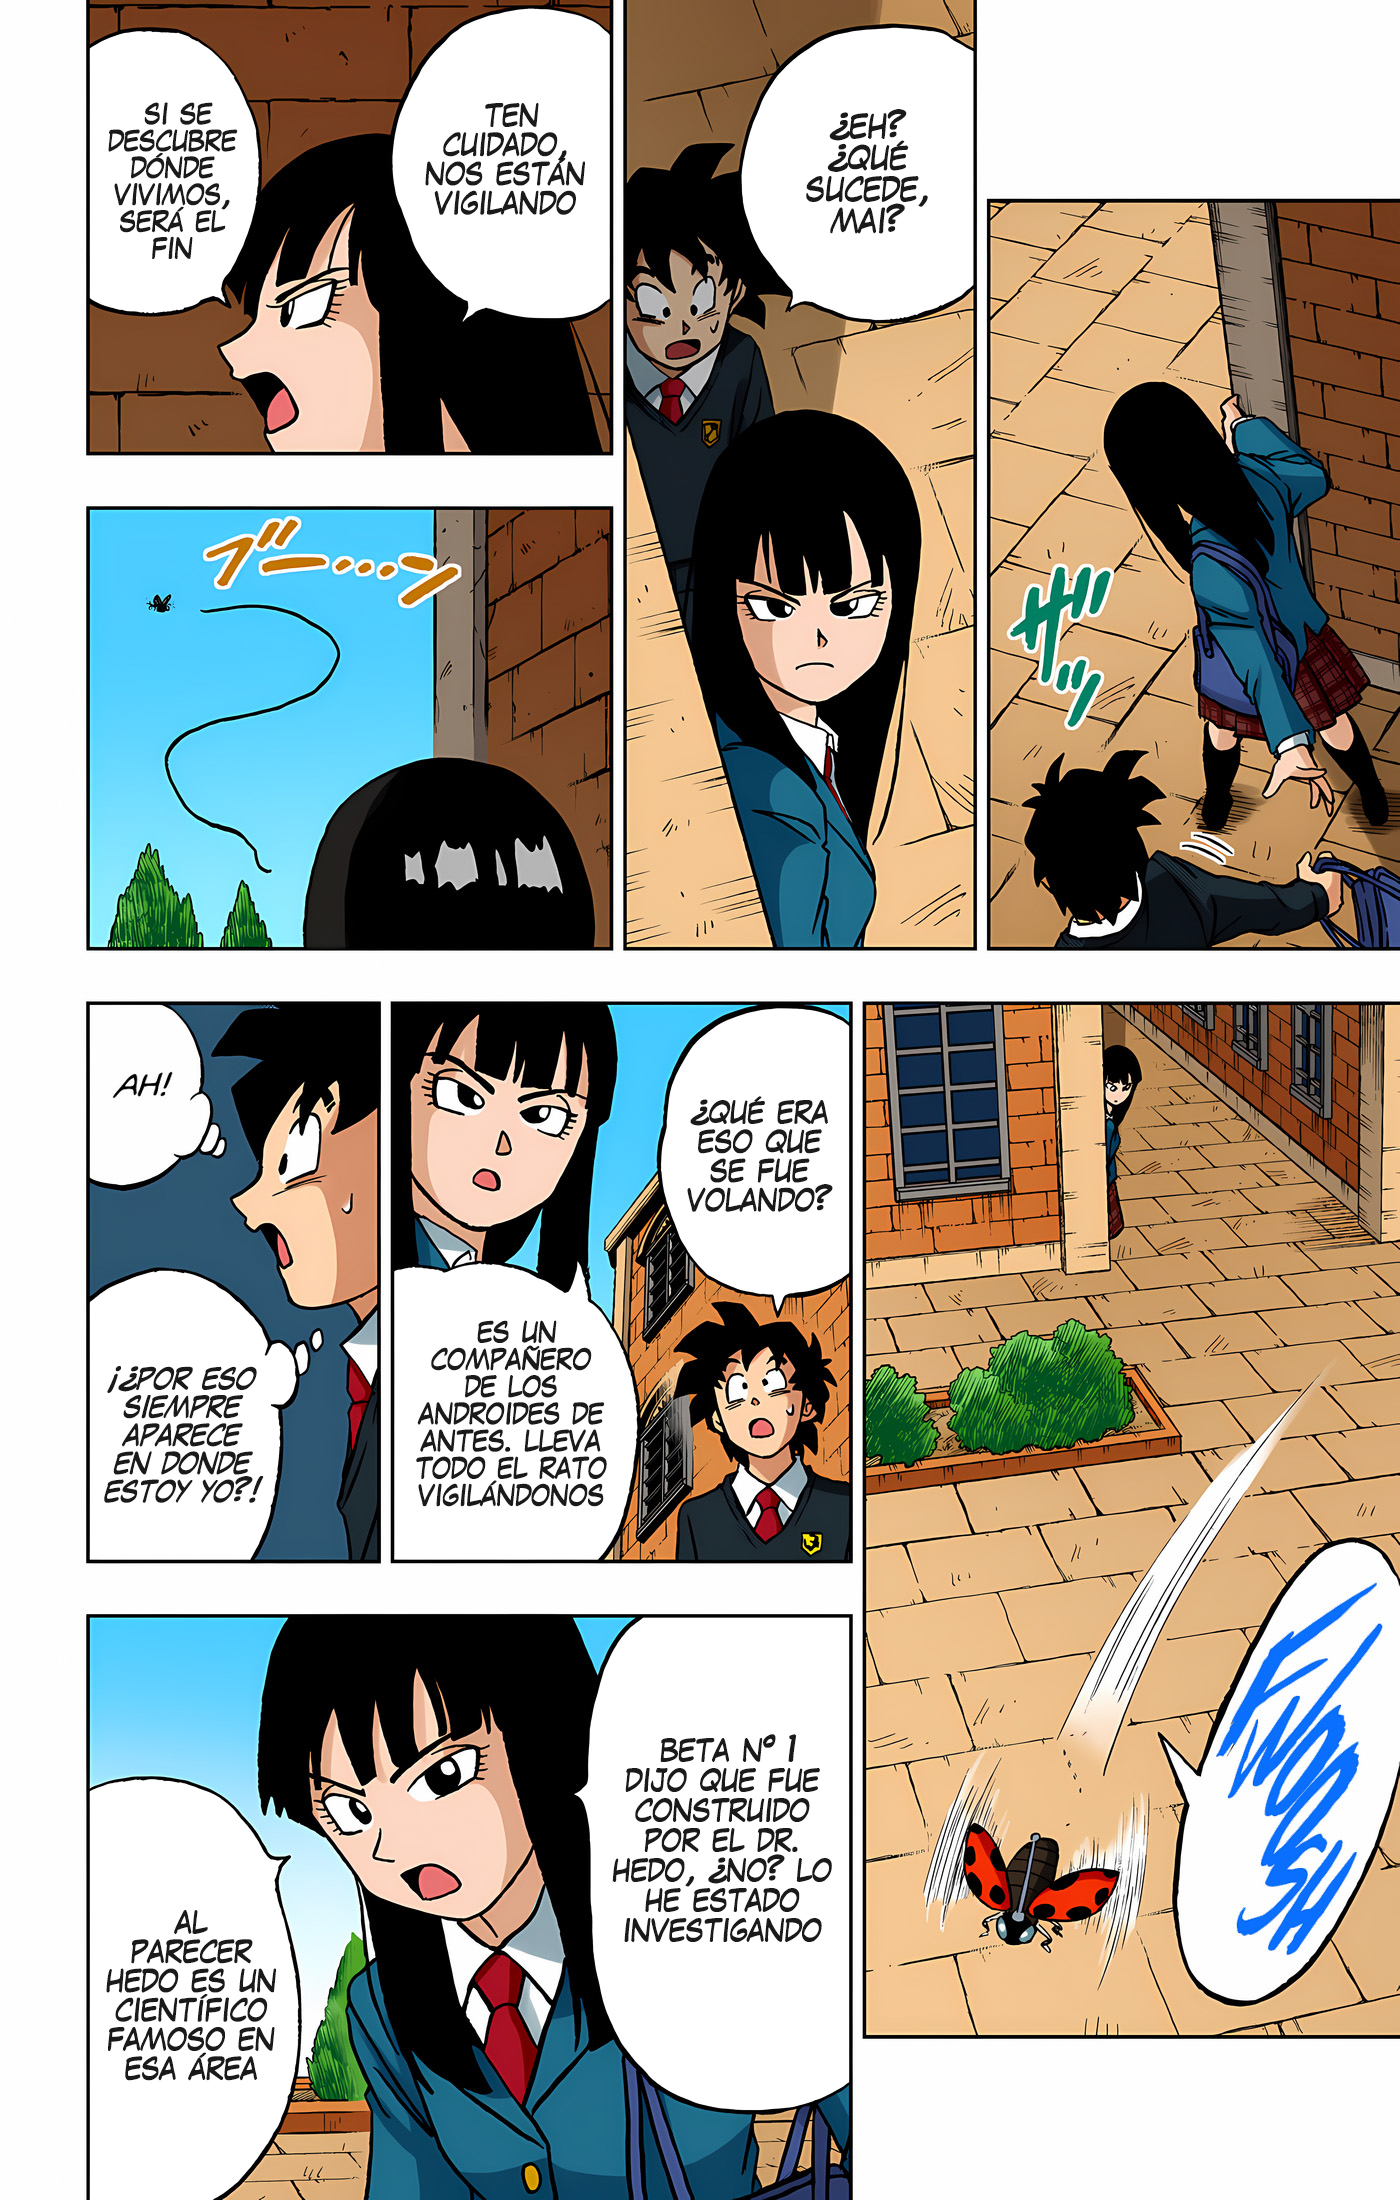 ザッ
¿EH?
¿QUÉ
SUCEDE,
MAI?
TEN
CUIDADO,
NOS ESTÁN
VIGILANDO
SI SE
DESCUBRE
DÓNDE
VIVIMOS,
SERÁ EL
FIN
ブーン
FWOOOSH
¿QUÉ ERA
ESO QUE
SE FUE
VOLANDO?
ES UN
COMPAÑERO
DE LOS
ANDROIDES DE
ANTES. LLEVA
TODO EL RATO
VIGILÁNDONOS
AH!
¡¿POR ESO
SIEMPRE
APARECE
EN DONDE
ESTOY YO?!
BETA Nº 1
DIJO QUE FUE
CONSTRUIDO
POR EL DR.
HEDO, ¿NO? LO
HE ESTADO
INVESTIGANDO
AL
PARECER
HEDO ES UN
CIENTÍFICO
FAMOSO EN
ESA ÁREA